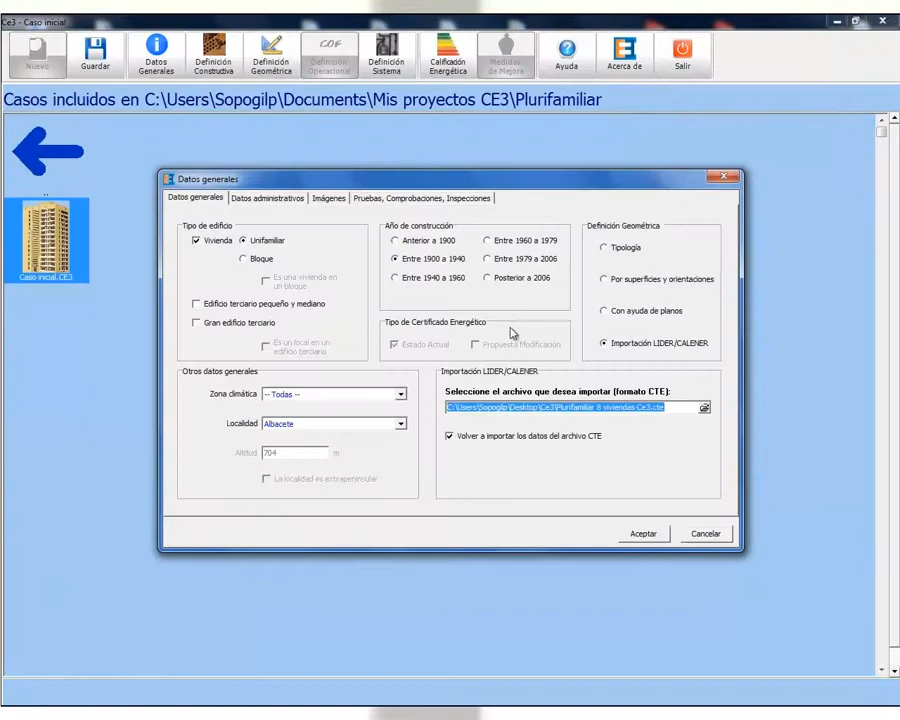 Ce3 - Caso inicial
Nuevo
Guardar
Datos Generales
Definición Constructiva
Definición Geométrica
COF
Definición Operacional
Definición Sistema
Calificación Energética
Medidas de Mejora
Ayuda
Acerca de
Salir
Casos incluidos en C:\Users\Sopogilp\Documents\Mis proyectos CE3\Plurifamiliar
..
Caso inicial.CE3
Datos generales
Datos generales
Datos administrativos
Imágenes
Pruebas, Comprobaciones, Inspecciones
Tipo de edificio
Vivienda
Unifamiliar
Bloque
Es una vivienda en
un bloque
Edificio terciario pequeño y mediano
Gran edificio terciario
Es un local en un
edificio terciario
Año de construcción
Anterior a 1900
Entre 1960 a 1979
Entre 1900 a 1940
Entre 1979 a 2006
Entre 1940 a 1960
Posterior a 2006
Tipo de Certificado Energético
Estado Actual
Propuesta Modificación
Definición Geométrica
Tipología
Por superficies y orientaciones
Con ayuda de planos
Importación LIDER/CALENER
Otros datos generales
Zona climática
-- Todas --
Localidad
Albacete
Altitud
704
m
La localidad es extrapeninsular
Importación LIDER/CALENER
Seleccione el archivo que desea importar (formato CTE):
C:\Users\Sopogilp\Desktop\Ce3\Plurifamiliar 8 viviendas Ce3.cte
Volver a importar los datos del archivo CTE
Aceptar
Cancelar